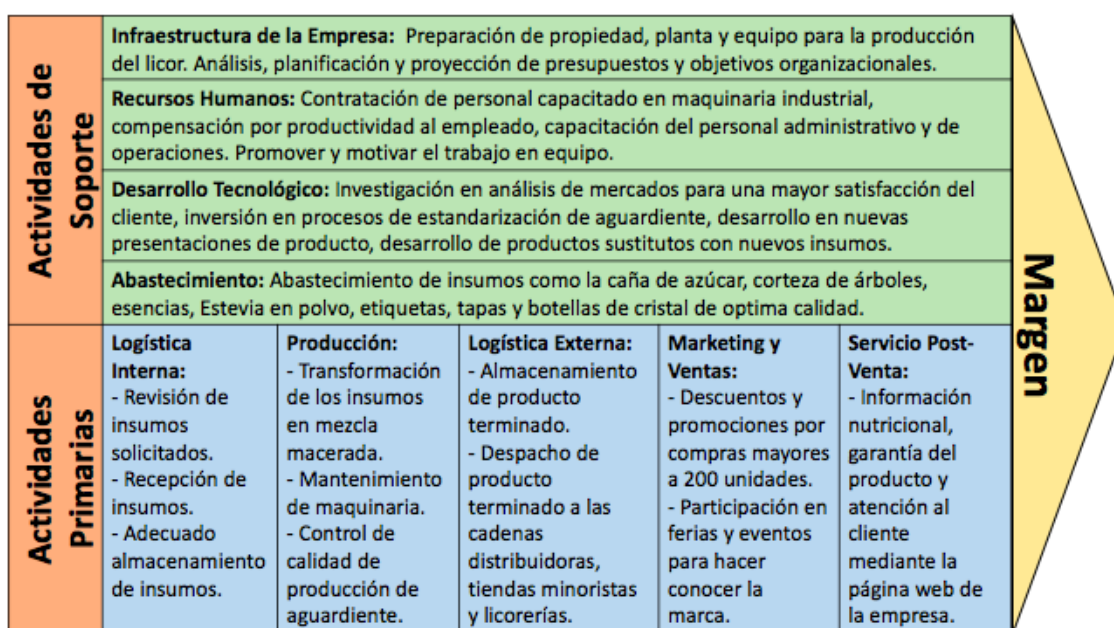 Actividades de
Soporte
Infraestructura de la Empresa: Preparación de propiedad, planta y equipo para la producción
del licor. Análisis, planificación y proyección de presupuestos y objetivos organizacionales.
Recursos Humanos: Contratación de personal capacitado en maquinaria industrial,
compensación por productividad al empleado, capacitación del personal administrativo y de
operaciones. Promover y motivar el trabajo en equipo.
Desarrollo Tecnológico: Investigación en análisis de mercados para una mayor satisfacción del
cliente, inversión en procesos de estandarización de aguardiente, desarrollo en nuevas
presentaciones de producto, desarrollo de productos sustitutos con nuevos insumos.
Abastecimiento: Abastecimiento de insumos como la caña de azúcar, corteza de árboles,
esencias, Estevia en polvo, etiquetas, tapas y botellas de cristal de optima calidad.
Actividades
Primarias
Logística
Interna:
- Revisión de
insumos
solicitados.
- Recepción de
insumos.
- Adecuado
almacenamiento
de insumos.
Producción:
- Transformación
de los insumos
en mezcla
macerada.
- Mantenimiento
de maquinaria.
- Control de
calidad de
producción de
aguardiente.
Logística Externa:
- Almacenamiento
de producto
terminado.
- Despacho de
producto
terminado a las
cadenas
distribuidoras,
tiendas minoristas
y licorerías.
Marketing y
Ventas:
- Descuentos y
promociones por
compras mayores
a 200 unidades.
- Participación en
ferias y eventos
para hacer
conocer la
marca.
Servicio Post-
Venta:
- Información
nutricional,
garantía del
producto y
atención al
cliente
mediante la
página web de
la empresa.
Margen